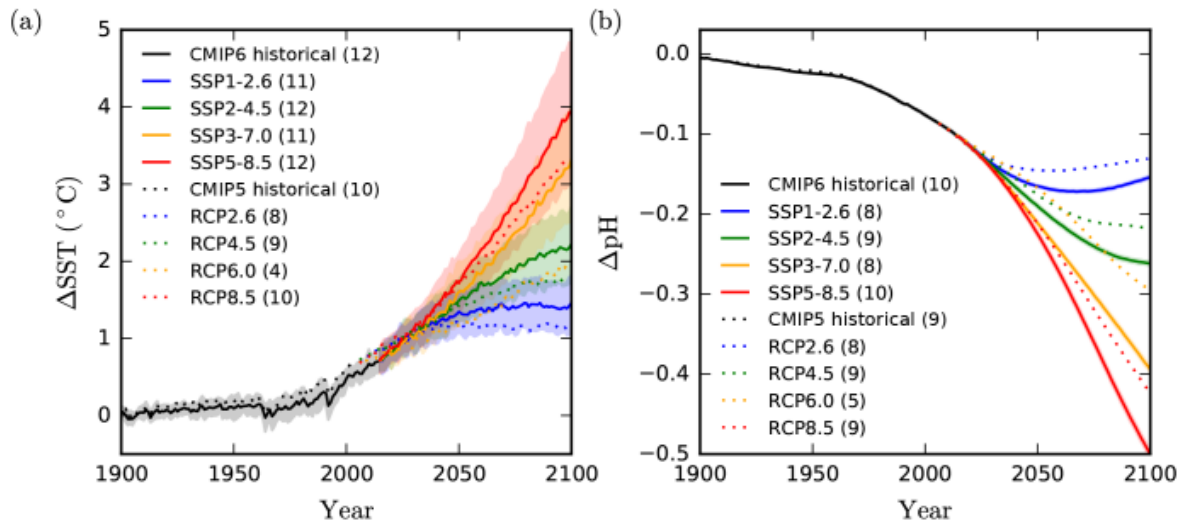 (a)
5
4
3
2
1
0
ΔSST (°C)
CMIP6 historical (12)
SSP1-2.6 (11)
SSP2-4.5 (12)
SSP3-7.0 (11)
SSP5-8.5 (12)
CMIP5 historical (10)
RCP2.6 (8)
RCP4.5 (9)
RCP6.0 (4)
RCP8.5 (10)
1900 1950 2000 2050 2100
Year
(b)
0.0
−0.1
−0.2
−0.3
−0.4
−0.5
ΔpH
CMIP6 historical (10)
SSP1-2.6 (8)
SSP2-4.5 (9)
SSP3-7.0 (8)
SSP5-8.5 (10)
CMIP5 historical (9)
RCP2.6 (8)
RCP4.5 (9)
RCP6.0 (5)
RCP8.5 (9)
1900 1950 2000 2050 2100
Year